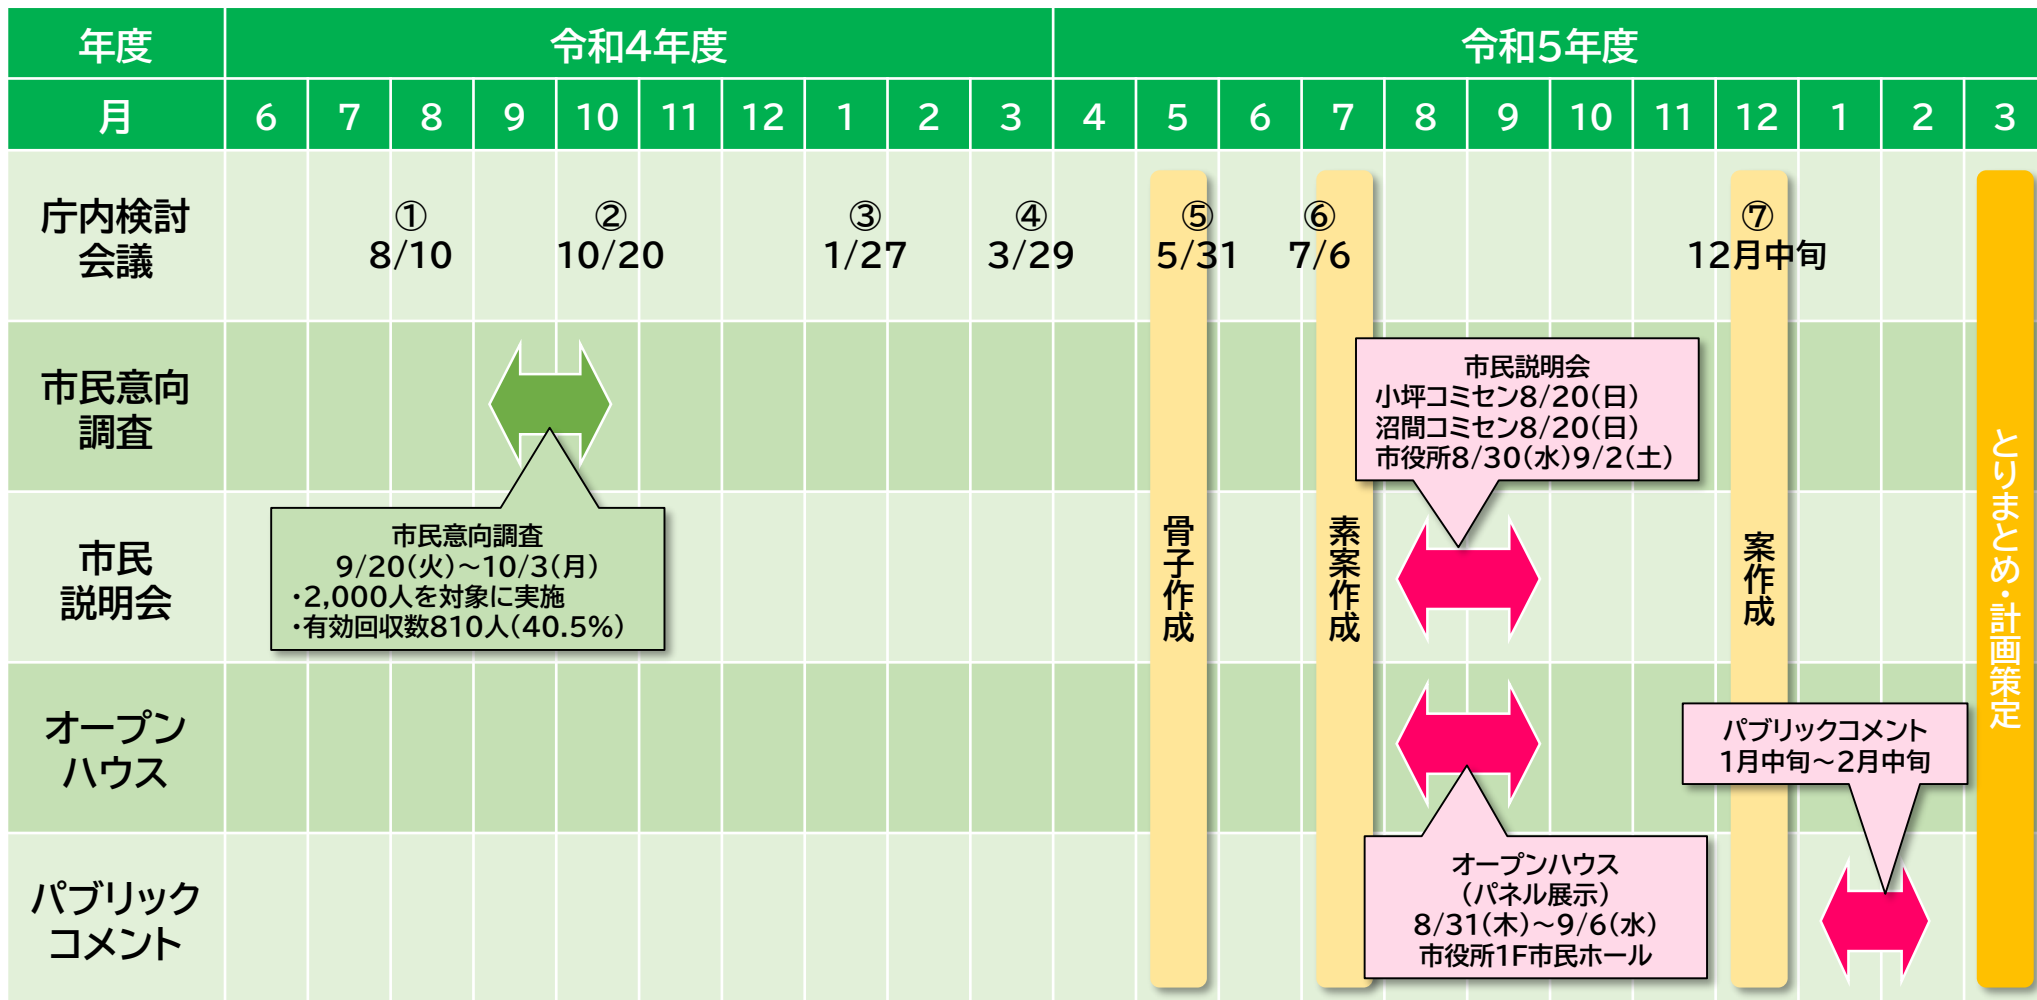 年度
令和4年度
令和5年度
月
6
7
8
9
10
11
12
1
2
3
4
5
6
7
8
9
10
11
12
1
2
3
庁内検討
会議
①
8/10
②
10/20
③
1/27
④
3/29
⑤
5/31
⑥
7/6
⑦
12月中旬
市民意向
調査
市民意向調査
9/20(火)～10/3(月)
・2,000人を対象に実施
・有効回収数810人(40.5%)
市民
説明会
市民説明会
小坪コミセン8/20(日)
沼間コミセン8/20(日)
市役所8/30(水)9/2(土)
骨子作成
素案作成
案作成
とりまとめ・計画策定
オープン
ハウス
オープンハウス
(パネル展示)
8/31(木)～9/6(水)
市役所1F市民ホール
パブリック
コメント
パブリックコメント
1月中旬～2月中旬